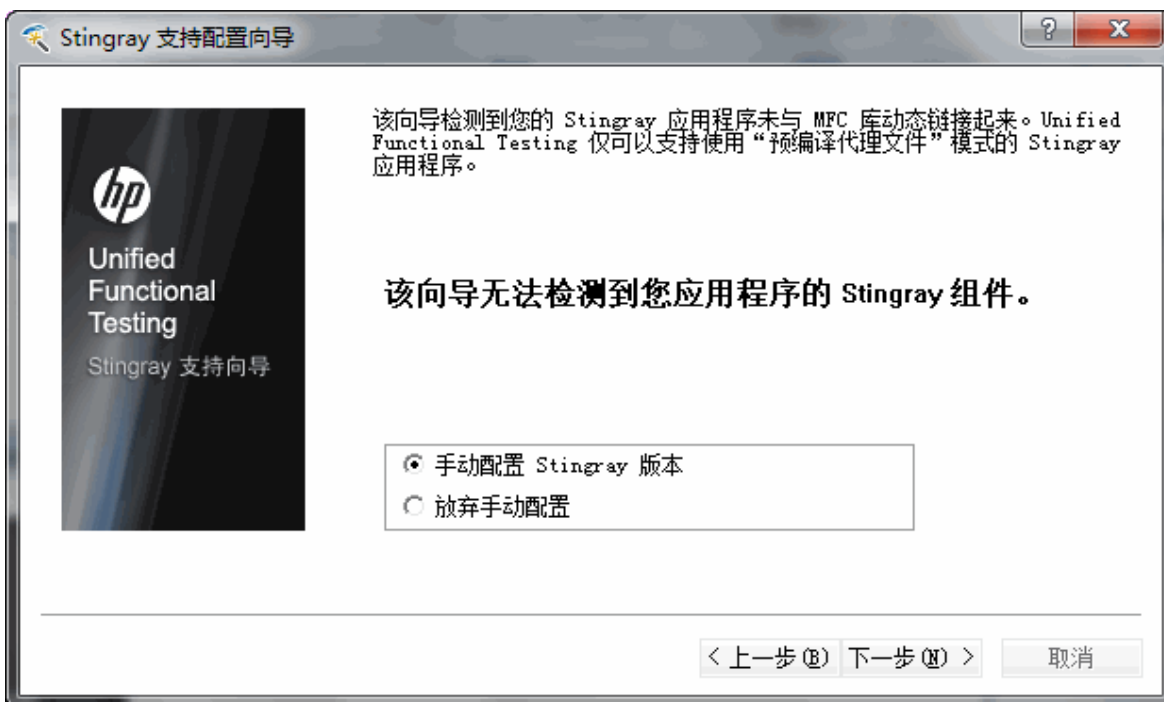 Stingray 支持配置向导
?
X
该向导检测到您的 Stingray 应用程序未与 MFC 库动态链接起来。Unified
Functional Testing 仅可以支持使用“预编译代理文件”模式的 Stingray
应用程序。
hp
Unified
Functional
Testing
Stingray 支持向导
该向导无法检测到您应用程序的 Stingray 组件。
手动配置 Stingray 版本
放弃手动配置
< 上一步(B) 下一步(N) > 取消